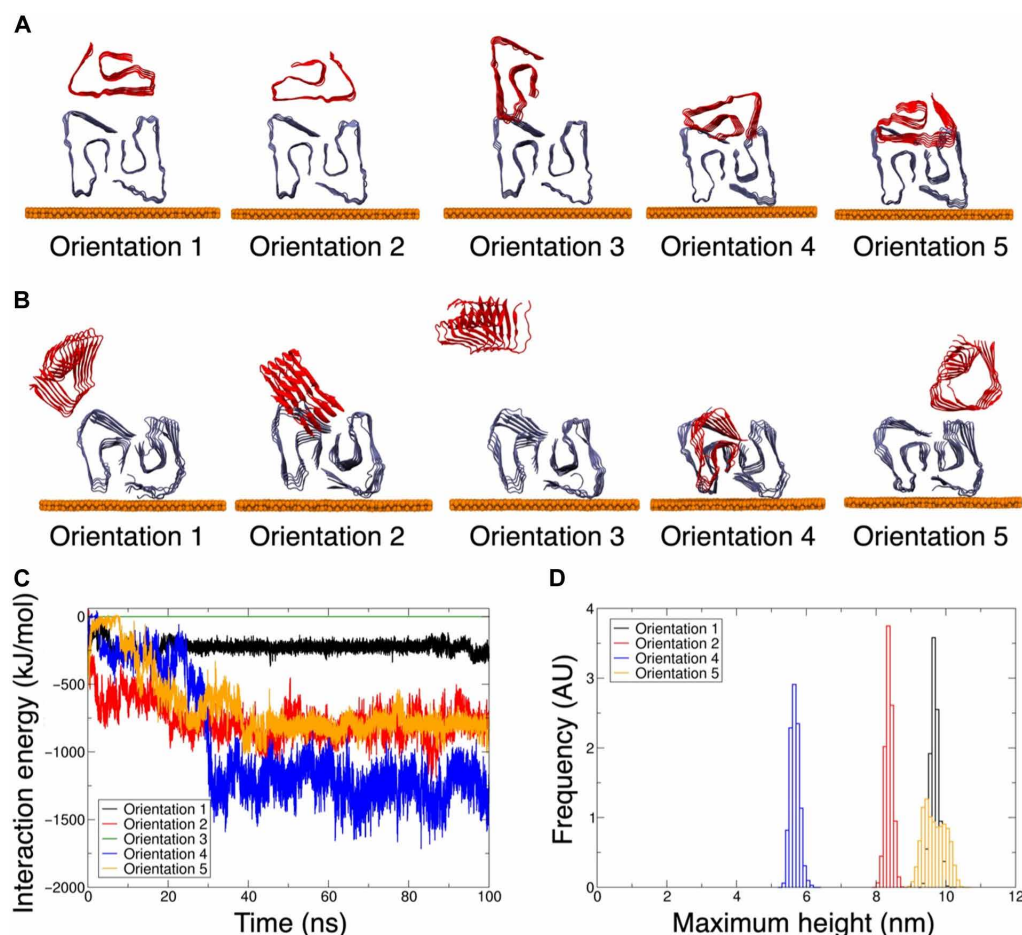 A
Orientation 1 Orientation 2 Orientation 3 Orientation 4 Orientation 5
B
Orientation 1 Orientation 2 Orientation 3 Orientation 4 Orientation 5
C
Interaction energy (kJ/mol)
0
−500
−1000
−1500
−2000
Orientation 1
Orientation 2
Orientation 3
Orientation 4
Orientation 5
0 20 40 60 80 100
Time (ns)
D
Frequency (AU)
4
3
2
1
0
Orientation 1
Orientation 2
Orientation 4
Orientation 5
0 2 4 6 8 10 12
Maximum height (nm)